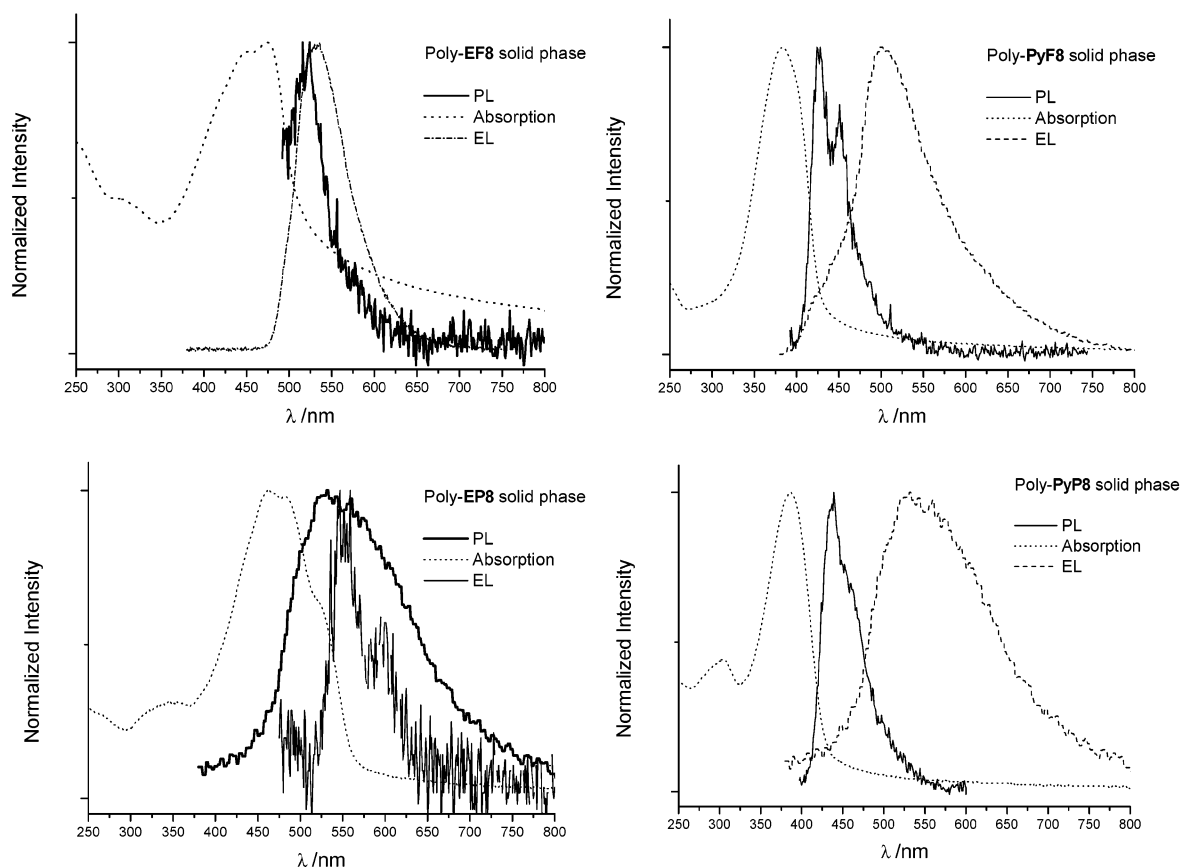 Poly-EF8 solid phase
PL
Absorption
EL
Normalized Intensity
250 300 350 400 450 500 550 600 650 700 750 800
λ /nm
Poly-PyF8 solid phase
PL
Absorption
EL
Normalized Intensity
250 300 350 400 450 500 550 600 650 700 750 800
λ /nm
Poly-EP8 solid phase
PL
Absorption
EL
Normalized Intensity
250 300 350 400 450 500 550 600 650 700 750 800
λ /nm
Poly-PyP8 solid phase
PL
Absorption
EL
Normalized Intensity
250 300 350 400 450 500 550 600 650 700 750 800
λ /nm